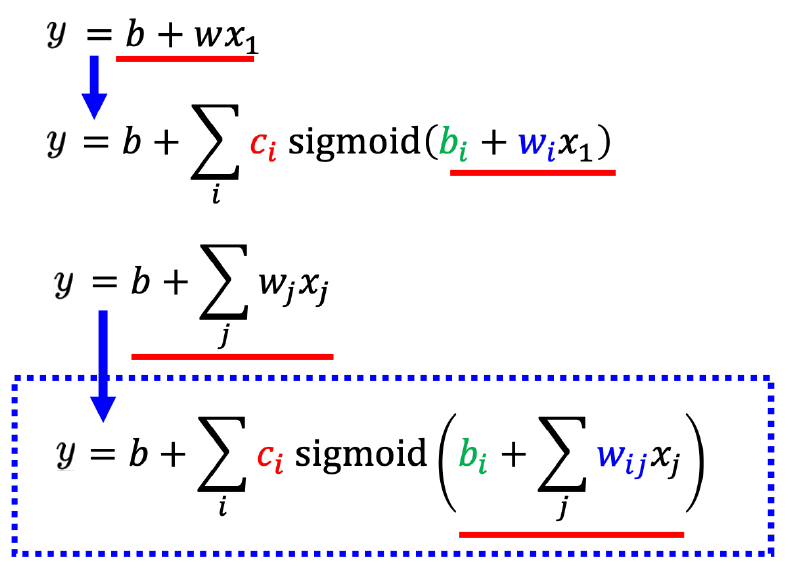 y = b + wx₁
y = b + ∑ᵢ cᵢ sigmoid(bᵢ + wᵢx₁)
y = b + ∑ⱼ wⱼxⱼ
y = b + ∑ᵢ cᵢ sigmoid(bᵢ + ∑ⱼ wᵢⱼxⱼ)